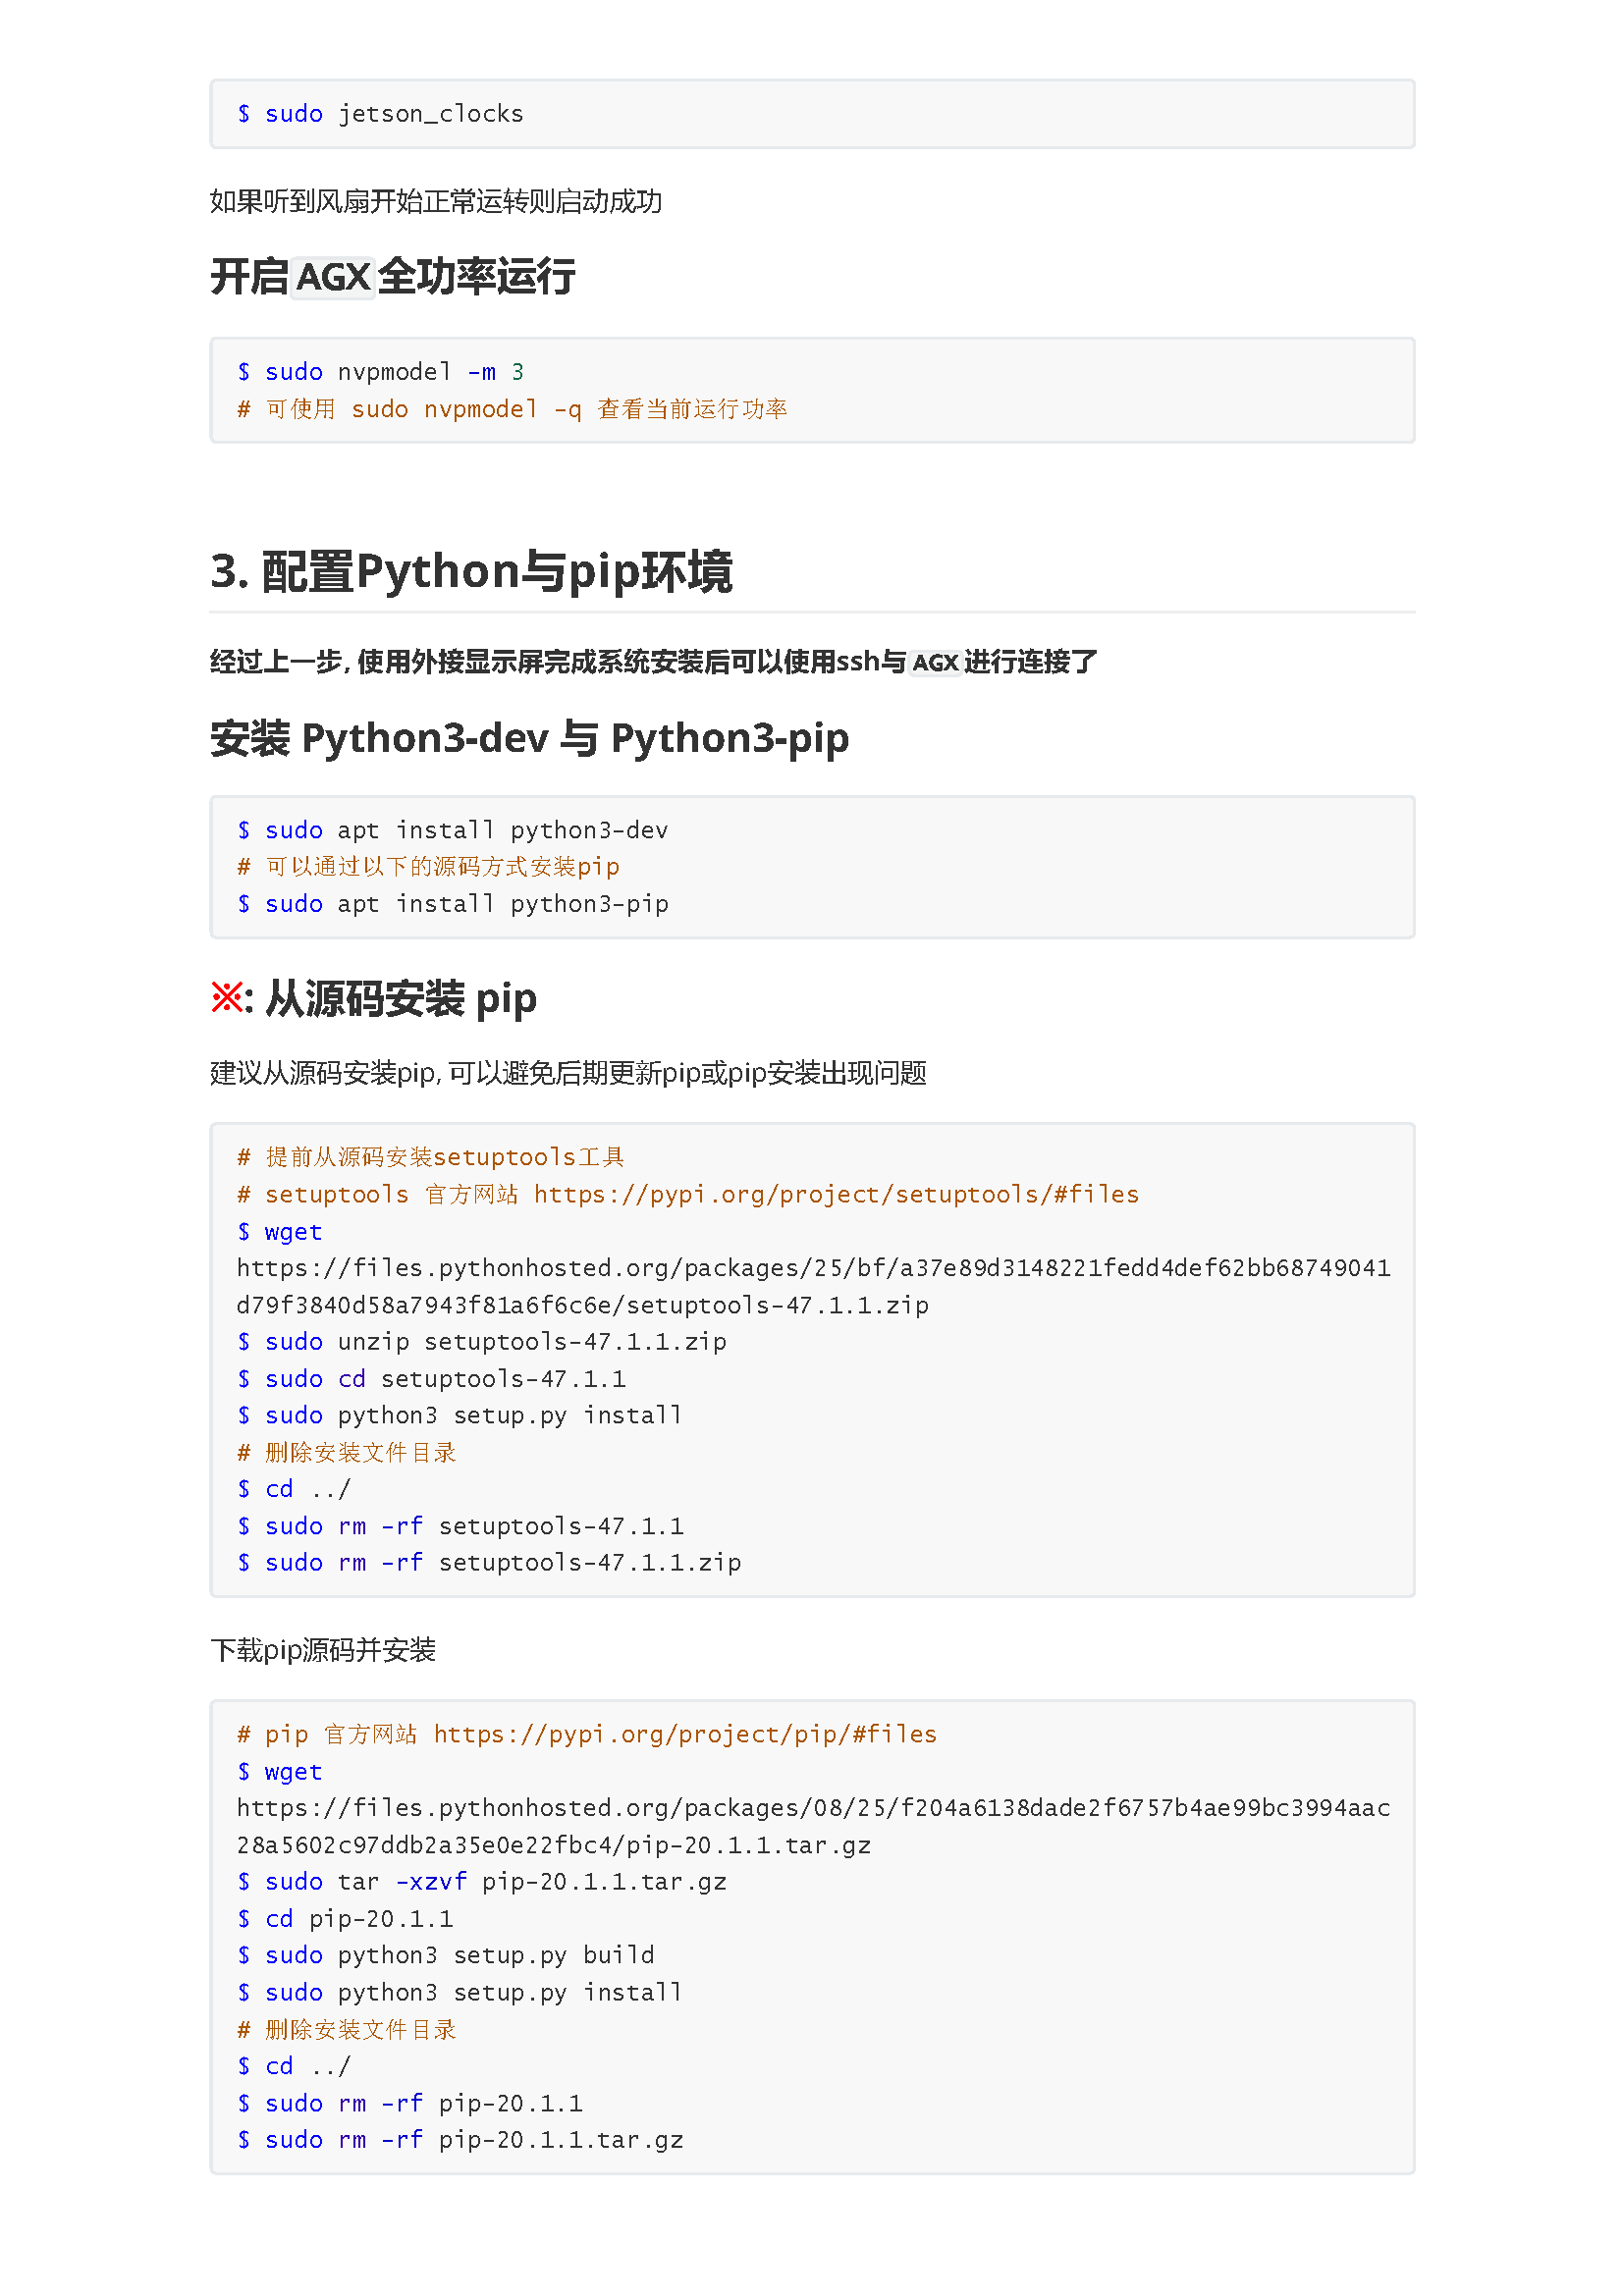 $ sudo jetson_clocks
如果听到风扇开始正常运转则启动成功
开启AGX全功率运行
$ sudo nvpmodel -m 3
# 可使用 sudo nvpmodel -q 查看当前运行功率
3. 配置Python与pip环境
经过上一步, 使用外接显示屏完成系统安装后可以使用ssh与AGX进行连接了
安装 Python3-dev 与 Python3-pip
$ sudo apt install python3-dev
# 可以通过以下的源码方式安装pip
$ sudo apt install python3-pip
※: 从源码安装 pip
建议从源码安装pip, 可以避免后期更新pip或pip安装出现问题
# 提前从源码安装setuptools工具
# setuptools 官方网站 https://pypi.org/project/setuptools/#files
$ wget
https://files.pythonhosted.org/packages/25/bf/a37e89d3148221fedd4def62bb68749041
d79f3840d58a7943f81a6f6c6e/setuptools-47.1.1.zip
$ sudo unzip setuptools-47.1.1.zip
$ sudo cd setuptools-47.1.1
$ sudo python3 setup.py install
# 删除安装文件目录
$ cd ../
$ sudo rm -rf setuptools-47.1.1
$ sudo rm -rf setuptools-47.1.1.zip
下载pip源码并安装
# pip 官方网站 https://pypi.org/project/pip/#files
$ wget
https://files.pythonhosted.org/packages/08/25/f204a6138dade2f6757b4ae99bc3994aac
28a5602c97ddb2a35e0e22fbc4/pip-20.1.1.tar.gz
$ sudo tar -xzvf pip-20.1.1.tar.gz
$ cd pip-20.1.1
$ sudo python3 setup.py build
$ sudo python3 setup.py install
# 删除安装文件目录
$ cd ../
$ sudo rm -rf pip-20.1.1
$ sudo rm -rf pip-20.1.1.tar.gz